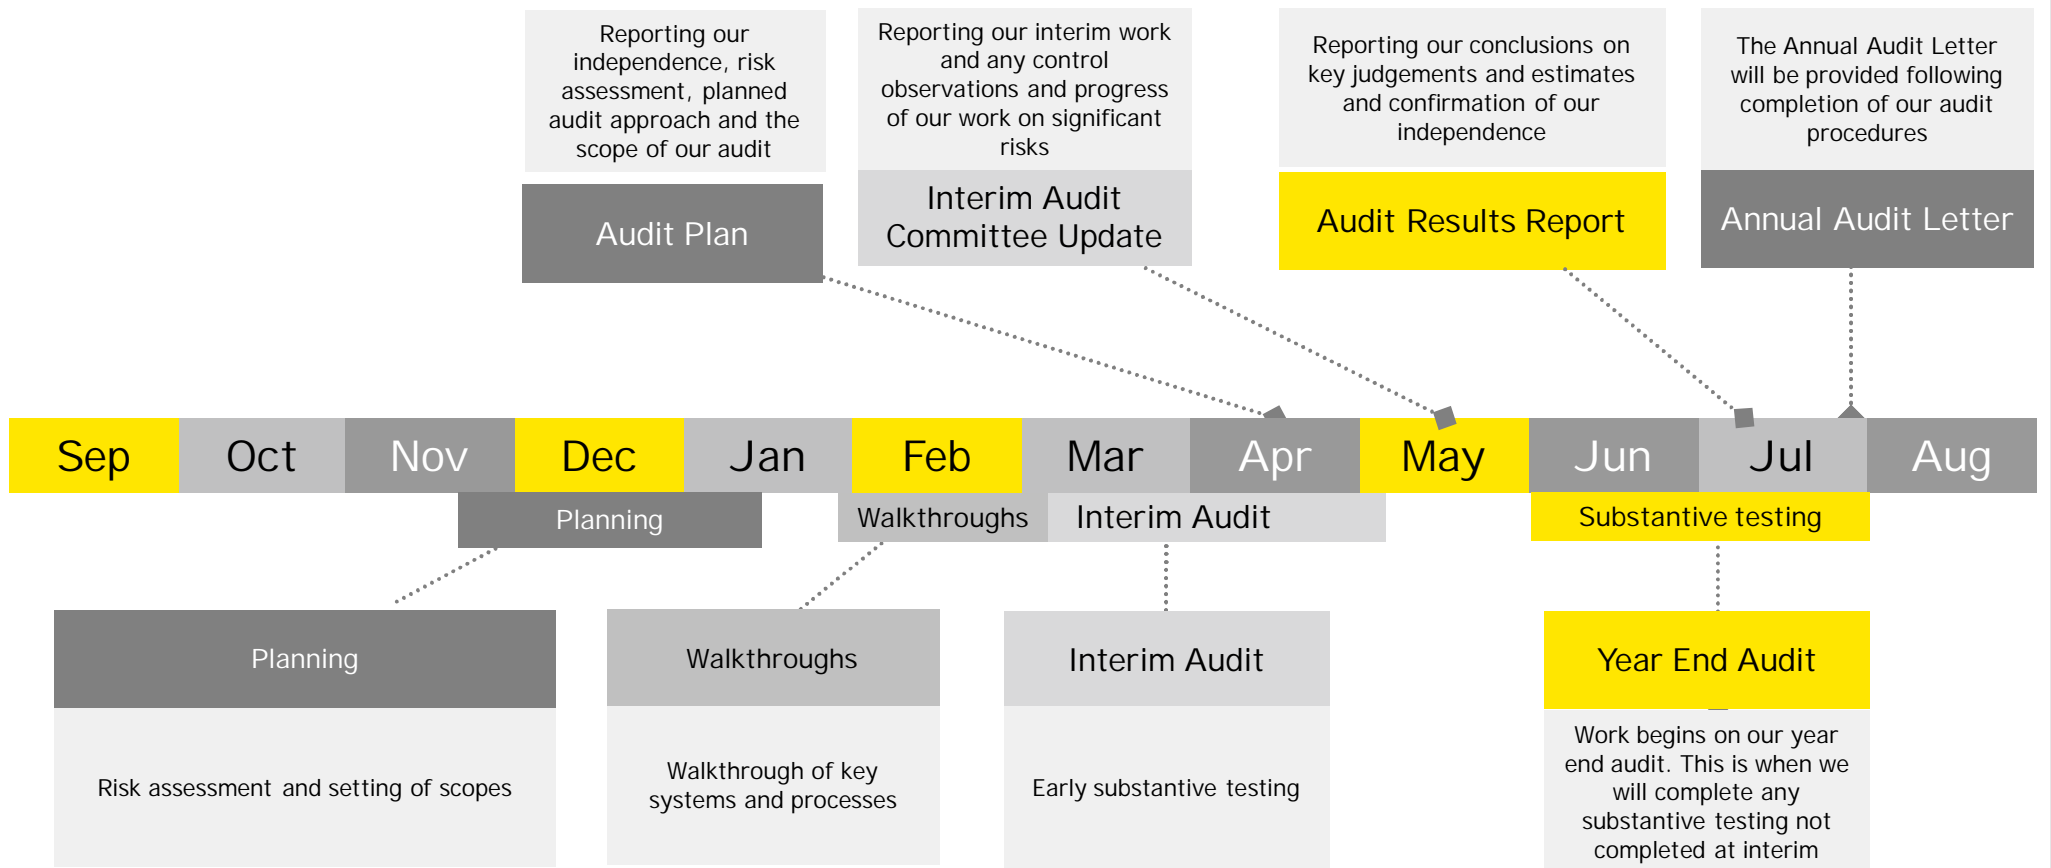 Reporting our
independence, risk
assessment, planned
audit approach and the
scope of our audit
Audit Plan
Reporting our interim work
and any control
observations and progress
of our work on significant
risks
Interim Audit
Committee Update
Reporting our conclusions on
key judgements and estimates
and confirmation of our
independence
Audit Results Report
The Annual Audit Letter
will be provided following
completion of our audit
procedures
Annual Audit Letter
Sep Oct Nov Dec Jan Feb Mar Apr May Jun Jul Aug
Planning Walkthroughs Interim Audit Substantive testing
Planning
Risk assessment and setting of scopes
Walkthroughs
Walkthrough of key
systems and processes
Interim Audit
Early substantive testing
Year End Audit
Work begins on our year
end audit. This is when we
will complete any
substantive testing not
completed at interim